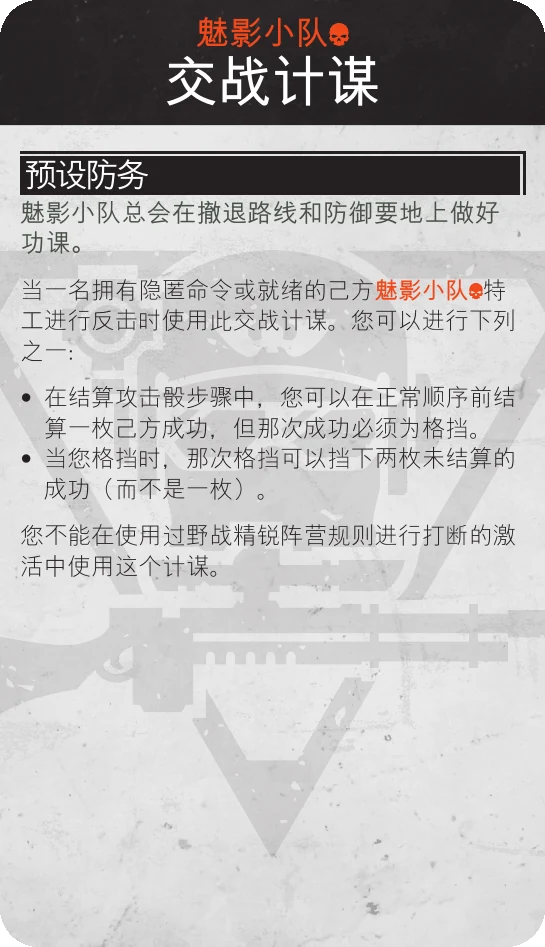 魅影小队
交战计谋
预设防务
魅影小队总会在撤退路线和防御要地上做好
功课。
当一名拥有隐匿命令或就绪的己方魅影小队特
工进行反击时使用此交战计谋。您可以进行下列
之一:
• 在结算攻击骰步骤中，您可以在正常顺序前结
算一枚己方成功，但那次成功必须为格挡。
• 当您格挡时，那次格挡可以挡下两枚未结算的
成功（而不是一枚）。
您不能在使用过野战精锐阵营规则进行打断的激
活中使用这个计谋。